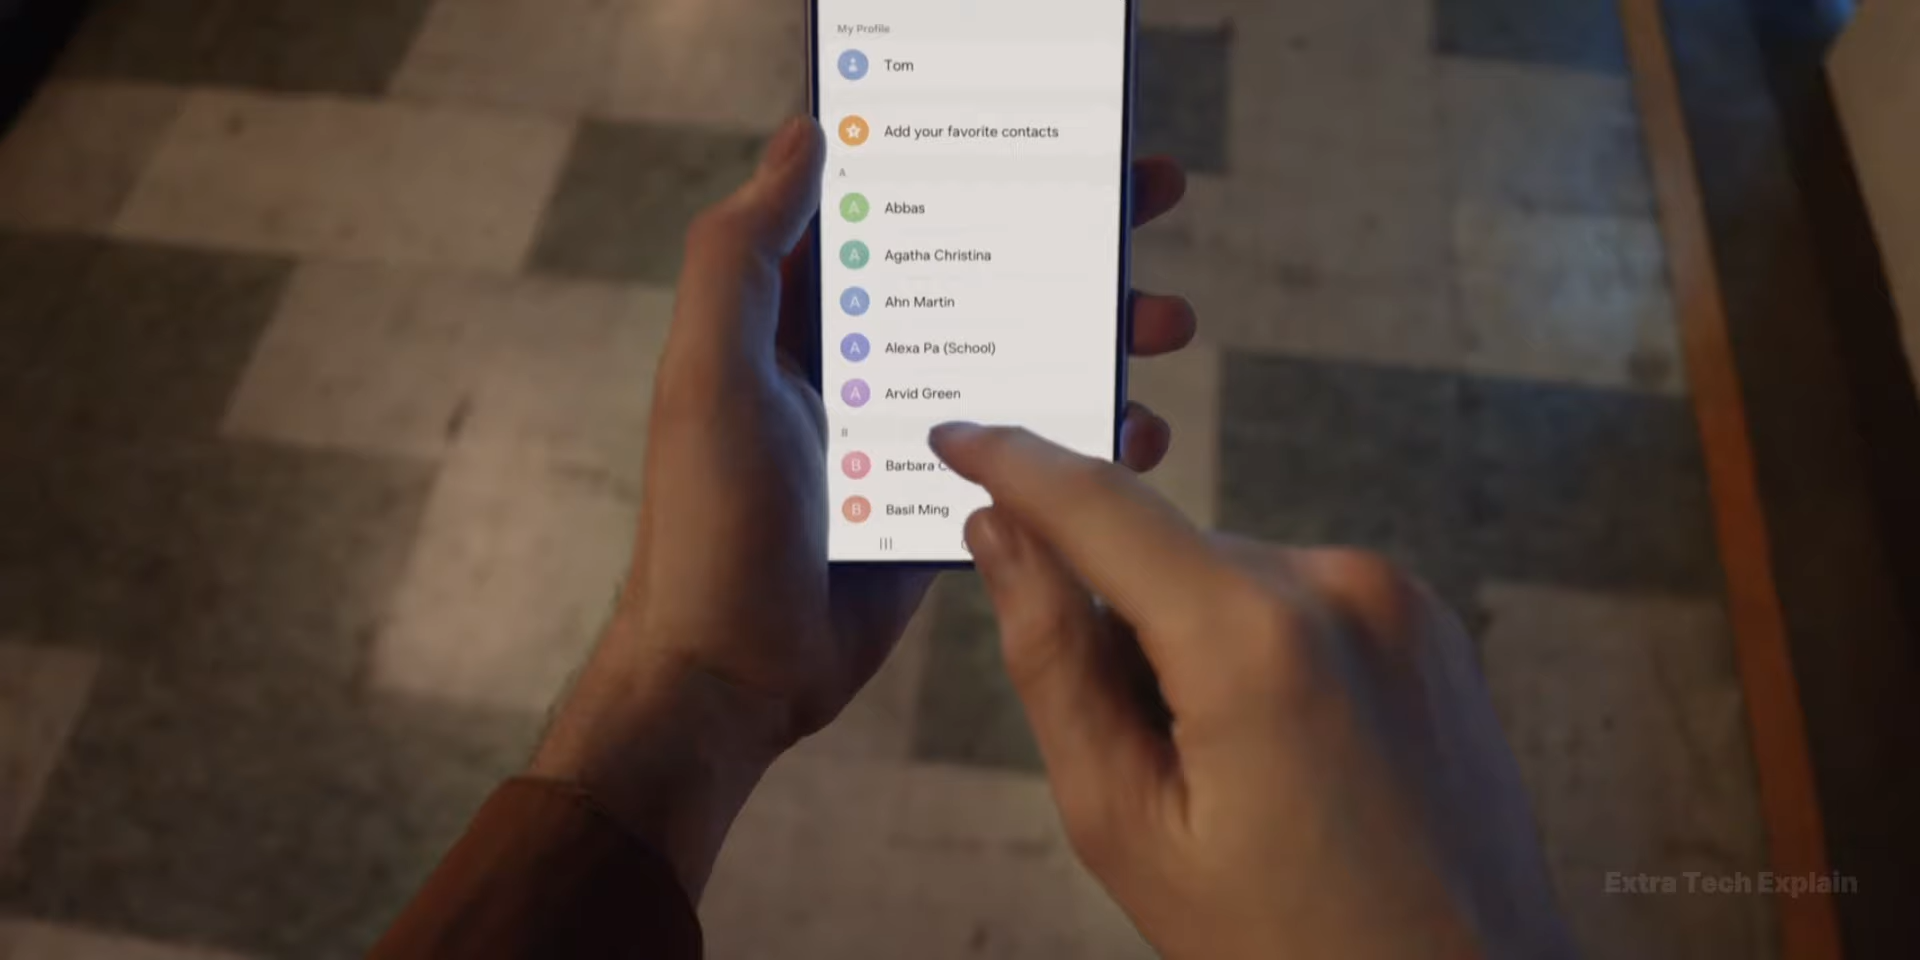 My Profile
Tom
Add your favorite contacts
A
Abbas
A
Agatha Christina
A
Ahn Martin
A
Alexa Pa (School)
A
Arvid Green
A
B
Barbara
B
Basil Ming
B
Extra Tech Explain